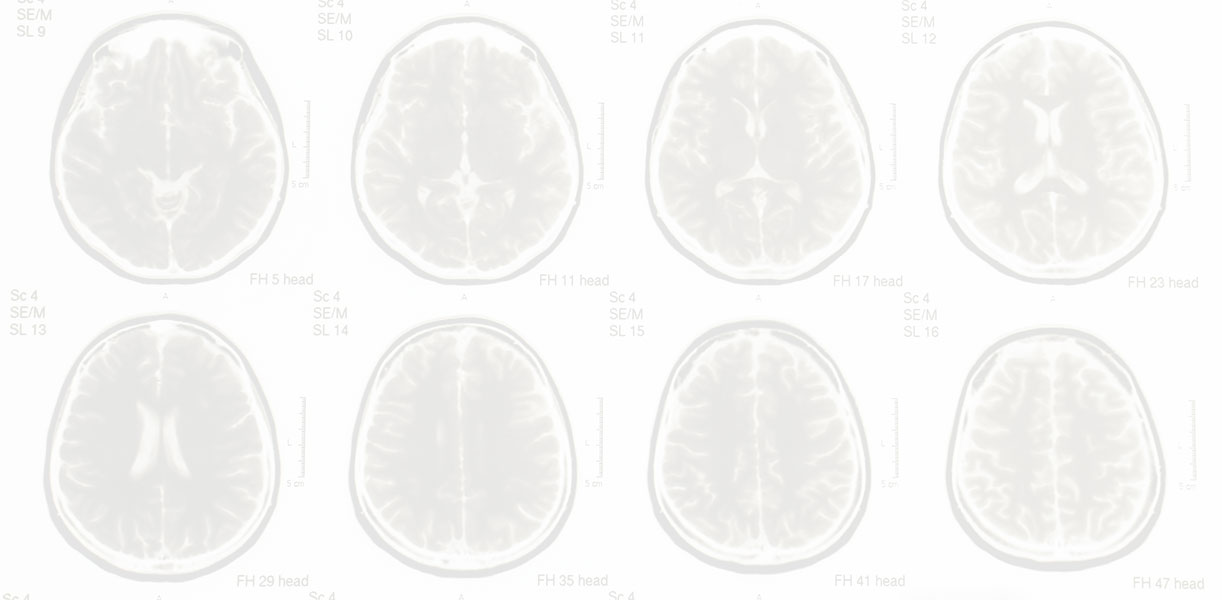 Sc 4
SE/M
SL 9
A
L
5 cm
FH 5 head
Sc 4
SE/M
SL 10
A
L
5 cm
FH 11 head
Sc 4
SE/M
SL 11
A
L
5 cm
FH 17 head
Sc 4
SE/M
SL 12
A
L
FH 23 head
Sc 4
SE/M
SL 13
A
L
5 cm
FH 29 head
Sc 4
SE/M
SL 14
A
L
5 cm
FH 35 head
Sc 4
SE/M
SL 15
A
L
5 cm
FH 41 head
Sc 4
SE/M
SL 16
A
L
FH 47 head
Sc 4
A
Sc 4
A
Sc 4
A